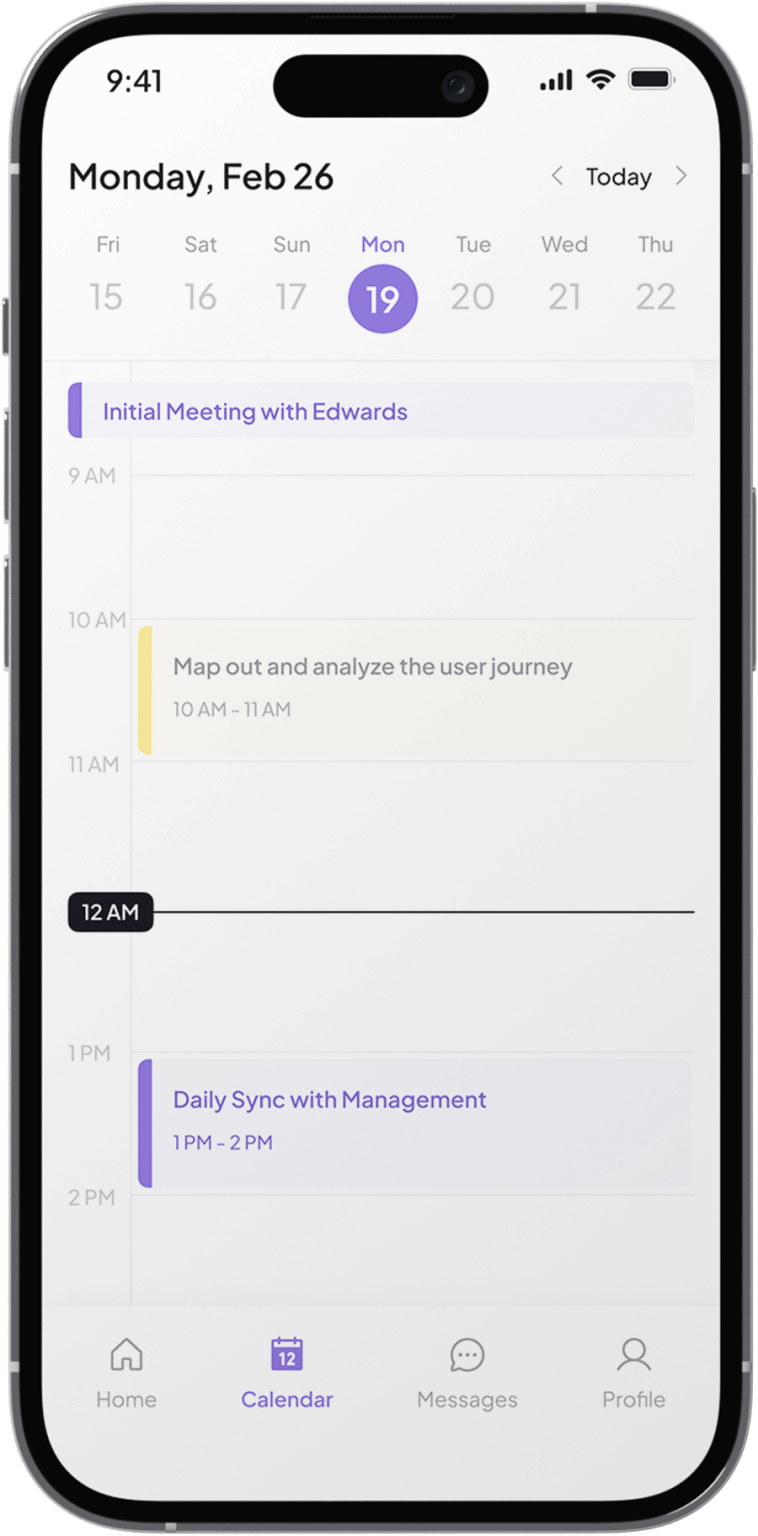 9:41
Monday, Feb 26
Today
Fri Sat Sun Mon Tue Wed Thu
15 16 17 19 20 21 22
Initial Meeting with Edwards
9 AM
10 AM
Map out and analyze the user journey
10 AM - 11 AM
11 AM
12 AM
1 PM
Daily Sync with Management
1 PM - 2 PM
2 PM
12
Home Calendar Messages Profile